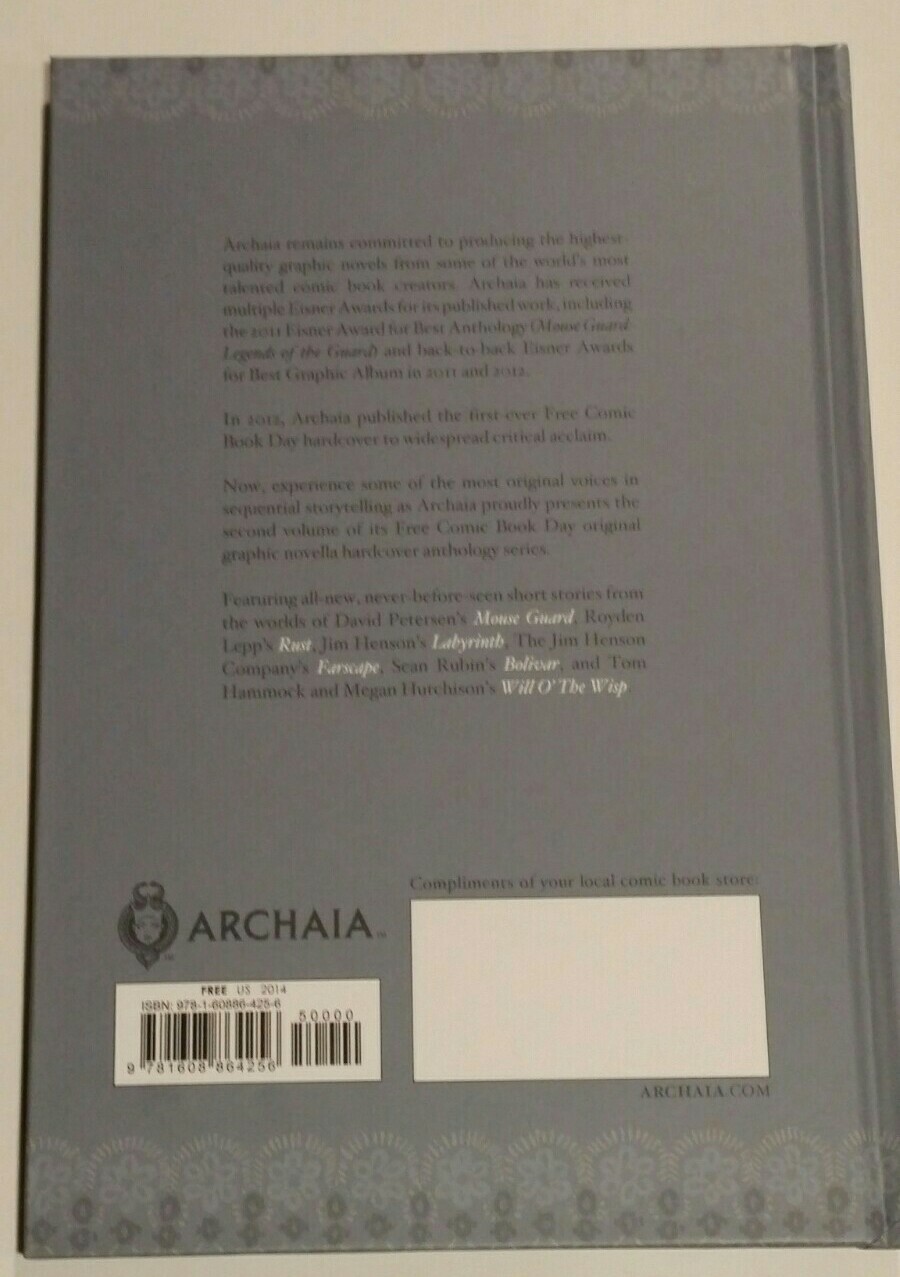 Archaia remains committed to producing the highest-
quality graphic novels from some of the world's most
talented comic book creators. Archaia has received
multiple Eisner Awards for its published work, including
the 2011 Eisner Award for Best Anthology (Mouse Guard:
Legends of the Guard) and back-to-back Eisner Awards
for Best Graphic Album in 2011 and 2012.
In 2012, Archaia published the first-ever Free Comic
Book Day hardcover to widespread critical acclaim.
Now, experience some of the most original voices in
sequential storytelling as Archaia proudly presents the
second volume of its Free Comic Book Day original
graphic novella hardcover anthology series.
Featuring all-new, never-before-seen short stories from
the worlds of David Petersen's Mouse Guard, Royden
Lepp's Rust, Jim Henson's Labyrinth, The Jim Henson
Company's Farscape, Sean Rubin's Bolivar, and Tom
Hammock and Megan Hutchison's Will O' The Wisp
Compliments of your local comic book store:
ARCHAIA™
FREE US 2014
ISBN: 978-1-60886-425-6
50000
9 781608 864256
ARCHAIA.COM